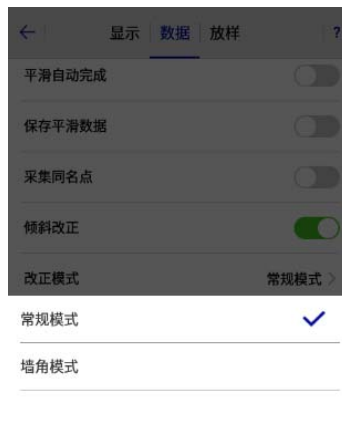 显示 数据 放样 ?
平滑自动完成
保存平滑数据
采集同名点
倾斜改正
改正模式 常规模式
常规模式
墙角模式